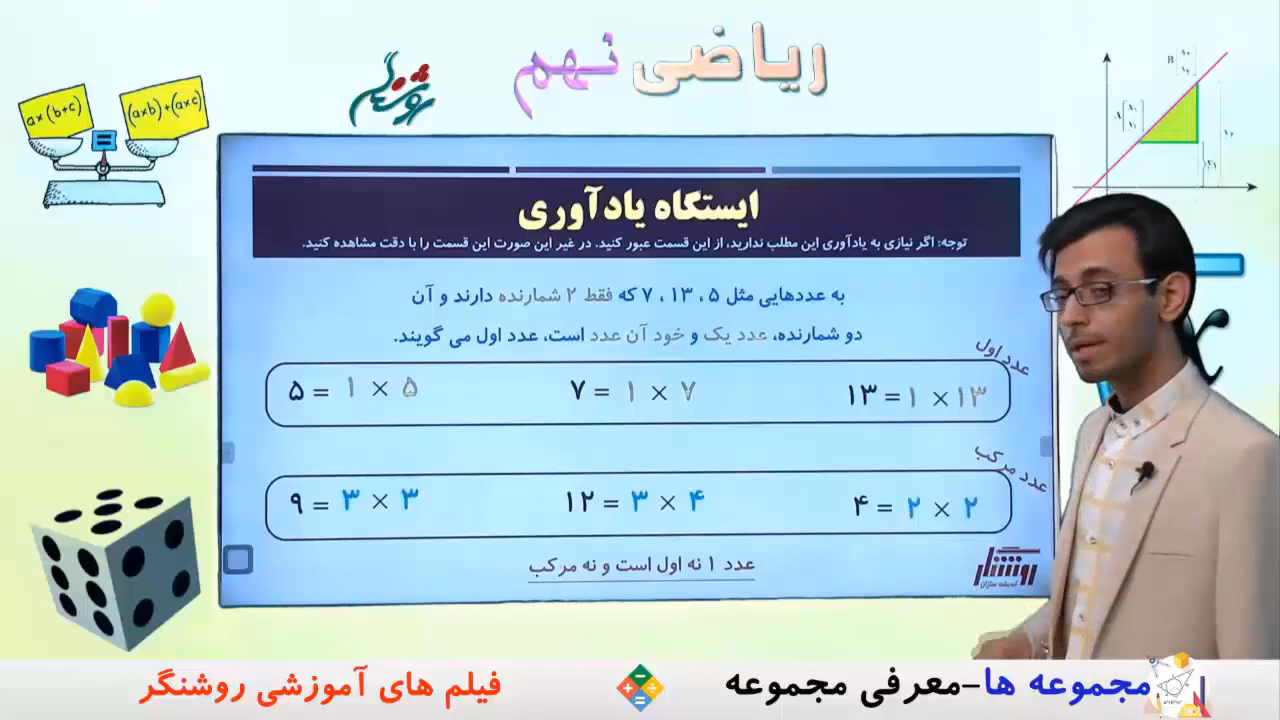 ریاضی نهم
روشنگر
a×(b+c)
(a×b)+(a×c)
=
ایستگاه یادآوری
توجه: اگر نیازی به یادآوری این مطلب ندارید، از این قسمت عبور کنید. در غیر این صورت این قسمت را با دقت مشاهده کنید.
به عددهایی مثل ۵ ، ۱۳ ، ۷ که فقط ۲ شمارنده دارند و آن
دو شمارنده، عدد یک و خود آن عدد است، عدد اول می گویند.
عدد اول
۵ = ۱ × ۵
۷ = ۱ × ۷
۱۳ = ۱ × ۱۳
عدد مرکب
۹ = ۳ × ۳
۱۲ = ۳ × ۴
۴ = ۲ × ۲
عدد ۱ نه اول است و نه مرکب
روشنگر
اندیشه سازان
مجموعه ها-معرفی مجموعه
فیلم های آموزشی روشنگر